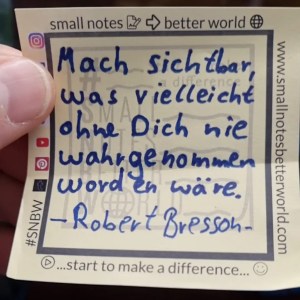 small notes → better world
Mach sichtbar,
was vielleicht
ohne Dich nie
wahrgenommen
worden wäre.
- Robert Bresson -
...start to make a difference...
#SNBW
www.smallnotesbetterworld.com